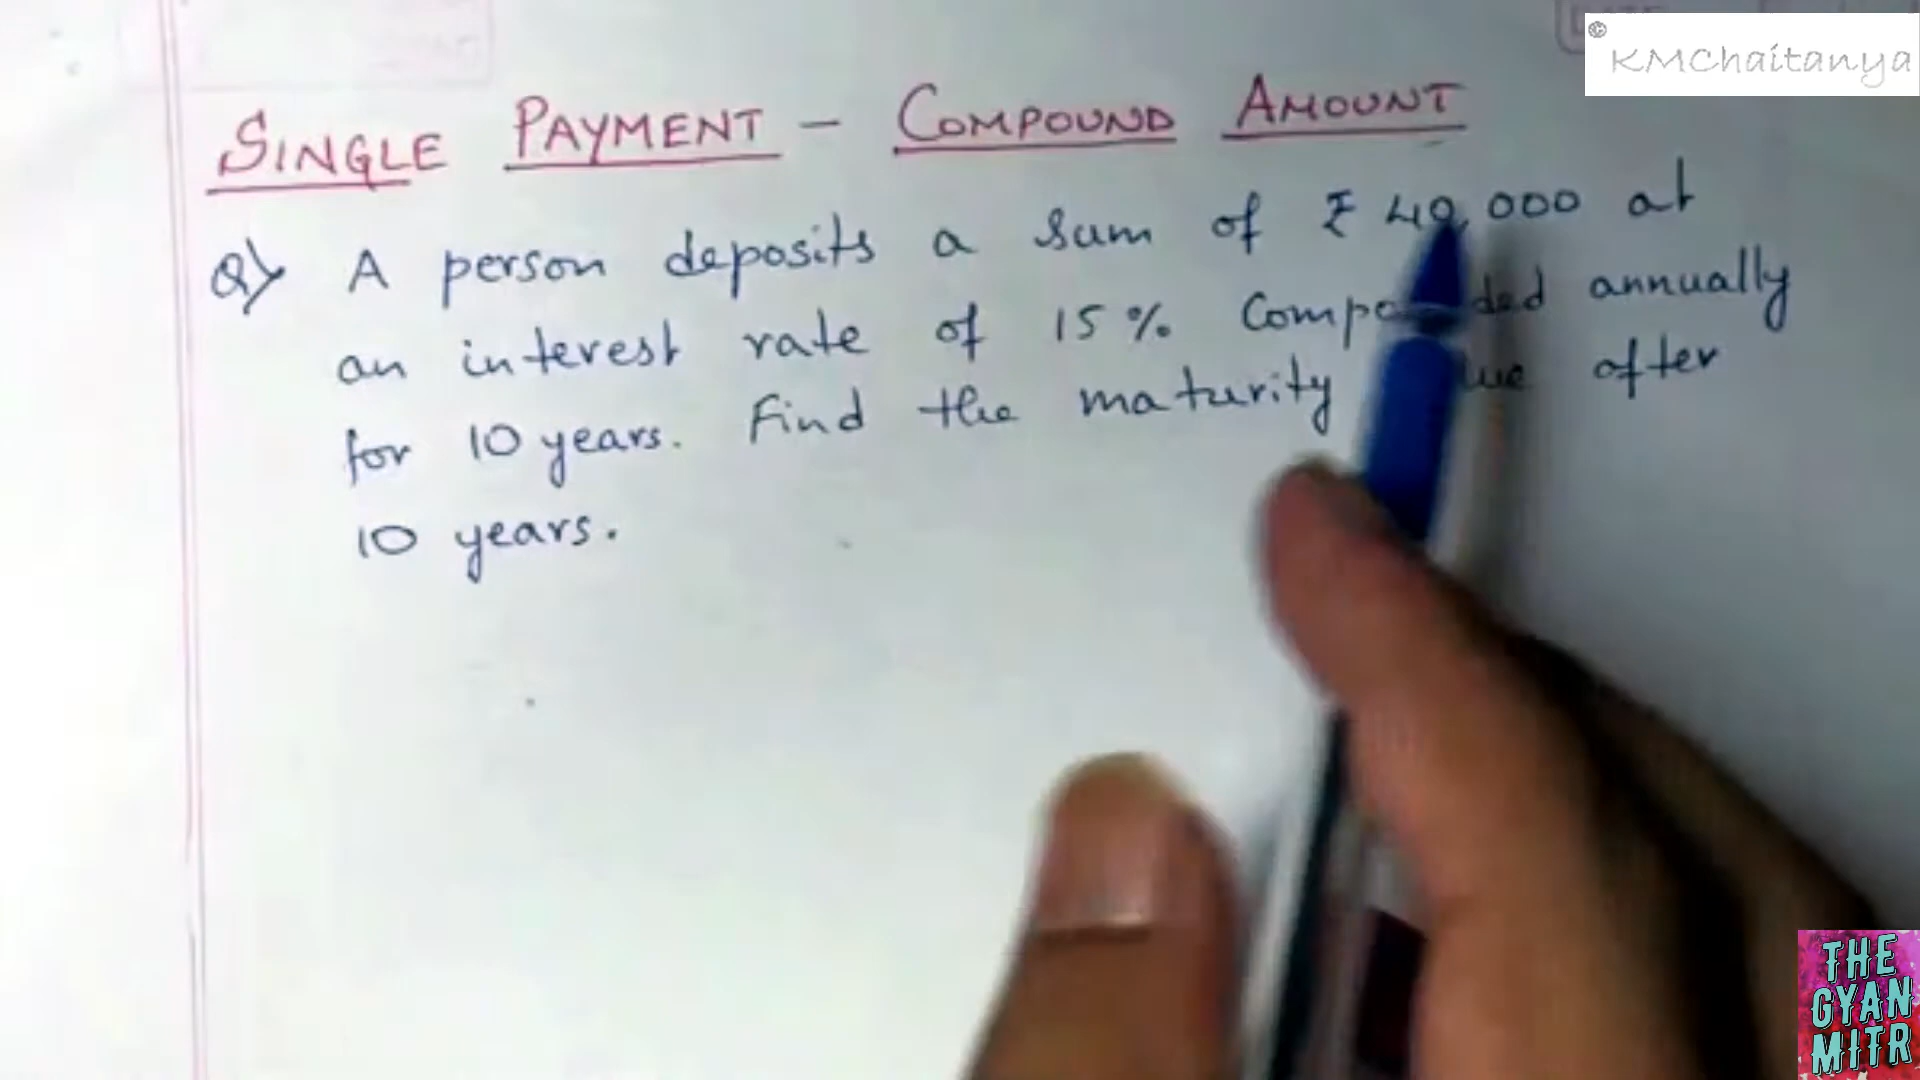 © KMChaitanya
SINGLE PAYMENT - COMPOUND AMOUNT
Q) A person deposits a sum of ₹ 40,000 at
an interest rate of 15% annually
for 10 years. Find the maturity after
10 years.
THE
GYAN
MITR